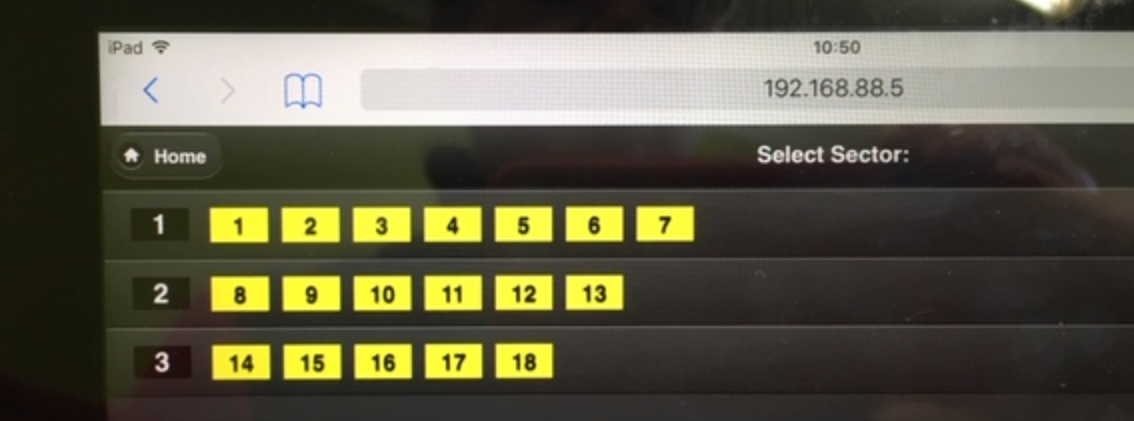 iPad 10:50
192.168.88.5
Home Select Sector:
1 1 2 3 4 5 6 7
2 8 9 10 11 12 13
3 14 15 16 17 18